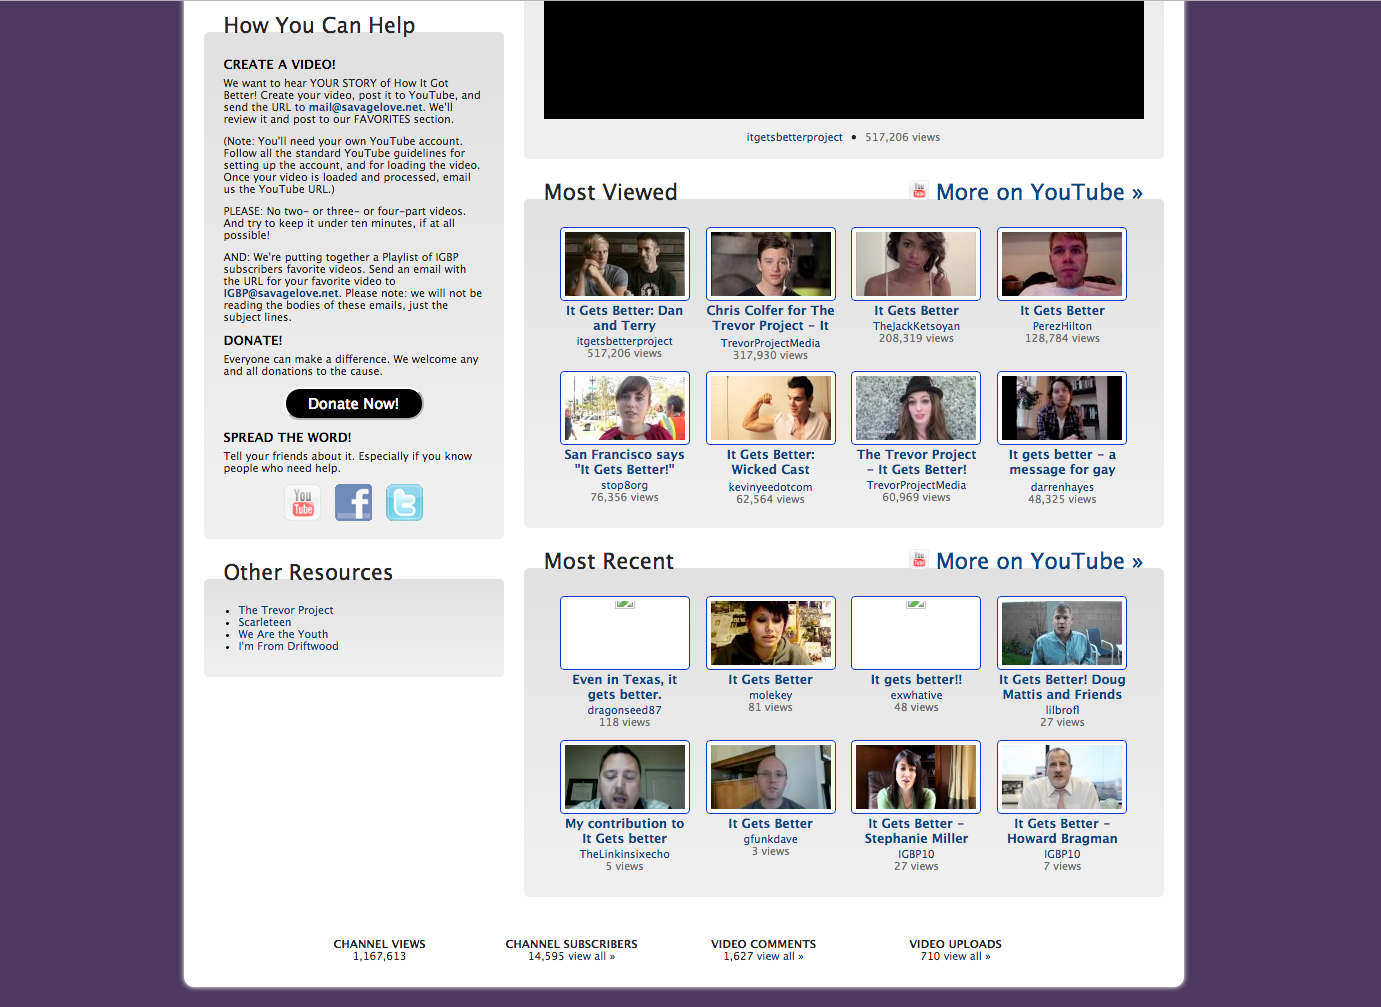 How You Can Help
CREATE A VIDEO!
We want to hear YOUR STORY of How It Got
Better! Create your video, post it to YouTube, and
send the URL to mail@savagelove.net. We'll
review it and post to our FAVORITES section.
(Note: You'll need your own YouTube account.
Follow all the standard YouTube guidelines for
setting up the account, and for loading the video.
Once your video is loaded and processed, email
us the YouTube URL.)
PLEASE: No two- or three- or four-part videos.
And try to keep it under ten minutes, if at all
possible!
AND: We're putting together a Playlist of IGBP
subscribers favorite videos. Send an email with
the URL for your favorite video to
IGBP@savagelove.net. Please note: we will not be
reading the bodies of these emails, just the
subject lines.
DONATE!
Everyone can make a difference. We welcome any
and all donations to the cause.
Donate Now!
SPREAD THE WORD!
Tell your friends about it. Especially if you know
people who need help.
You Tube
f
t
Other Resources
• The Trevor Project
• Scarleteen
• We Are the Youth
• I'm From Driftwood
itgetsbetterproject • 517,206 views
Most Viewed
You Tube More on YouTube »
It Gets Better: Dan
and Terry
itgetsbetterproject
517,206 views
Chris Colfer for The
Trevor Project - It
TrevorProjectMedia
317,930 views
It Gets Better
TheJackKetsoyan
208,319 views
It Gets Better
PerezHilton
128,784 views
San Francisco says
"It Gets Better!"
stop8org
76,356 views
It Gets Better:
Wicked Cast
kevinyeedotcom
62,564 views
The Trevor Project
- It Gets Better!
TrevorProjectMedia
60,969 views
It gets better - a
message for gay
darrenhayes
48,325 views
Most Recent
You Tube More on YouTube »
Even in Texas, it
gets better.
dragonseed87
118 views
It Gets Better
molekey
81 views
It gets better!!
exwhative
48 views
It Gets Better! Doug
Mattis and Friends
lilbrofl
27 views
My contribution to
It Gets better
TheLinkinsixecho
5 views
It Gets Better
gfunkdave
3 views
It Gets Better -
Stephanie Miller
IGBP10
27 views
It Gets Better -
Howard Bragman
IGBP10
7 views
CHANNEL VIEWS
1,167,613
CHANNEL SUBSCRIBERS
14,595 view all »
VIDEO COMMENTS
1,627 view all »
VIDEO UPLOADS
710 view all »